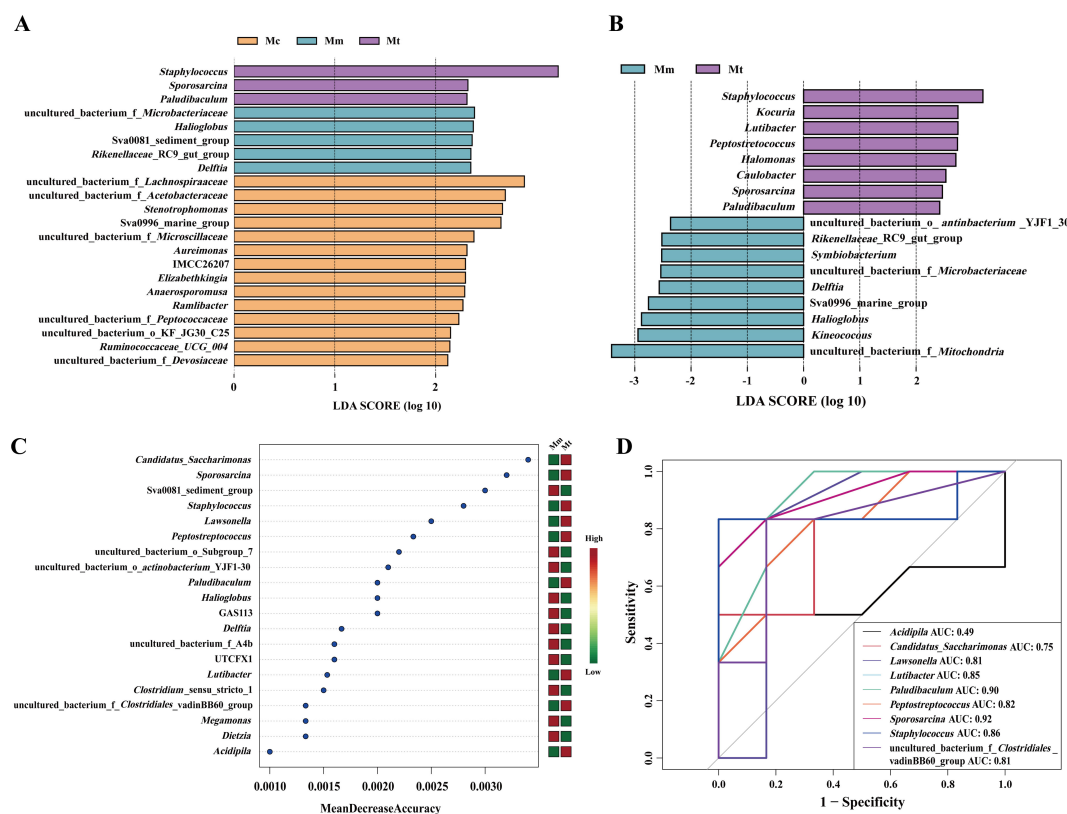 A
Mc Mm Mt
Staphylococcus
Sporosarcina
Paludibaculum
uncultured_bacterium_f_Microbacteriaceae
Halioglobus
Sva0081_sediment_group
Rikenellaceae_RC9_gut_group
Delftia
uncultured_bacterium_f_Lachnospiraaceae
uncultured_bacterium_f_Acetobacteraceae
Stenotrophomonas
Sva0996_marine_group
uncultured_bacterium_f_Microscillaceae
Aureimonas
IMCC26207
Elizabethkingia
Anaerosporomusa
Ramlibacter
uncultured_bacterium_f_Peptococcaceae
uncultured_bacterium_o_KF_JG30_C25
Ruminococcaceae_UCG_004
uncultured_bacterium_f_Devosiaceae
0 1 2
LDA SCORE (log 10)
B
Mm Mt
Staphylococcus
Kocuria
Lutibacter
Peptostretococcus
Halomonas
Caulobacter
Sporosarcina
Paludibaculum
uncultured_bacterium_o_ antinbacterium _YJF1_30
Rikenellaceae_RC9_gut_group
Symbiobacterium
uncultured_bacterium_f_Microbacteriaceae
Delftia
Sva0996_marine_group
Halioglobus
Kineococous
uncultured_bacterium_f_Mitochondria
-3 -2 -1 0 1 2
LDA SCORE (log 10)
C
Mm Mt
Candidatus_Saccharimonas
Sporosarcina
Sva0081_sediment_group
Staphylococcus
Lawsonella
Peptostreptococcus
uncultured_bacterium_o_Subgroup_7
uncultured_bacterium_o_actinobacterium_YJF1-30
Paludibaculum
Halioglobus
GAS113
Delftia
uncultured_bacterium_f_A4b
UTCFX1
Lutibacter
Clostridium_sensu_stricto_1
uncultured_bacterium_f_Clostridiales_vadinBB60_group
Megamonas
Dietzia
Acidipila
0.0010 0.0015 0.0020 0.0025 0.0030
MeanDecreaseAccuracy
High
Low
D
Sensitivity
1.0
0.8
0.6
0.4
0.2
0.0
Acidipila AUC: 0.49
Candidatus_Saccharimonas AUC: 0.75
Lawsonella AUC: 0.81
Lutibacter AUC: 0.85
Paludibaculum AUC: 0.90
Peptostreptococcus AUC: 0.82
Sporosarcina AUC: 0.92
Staphylococcus AUC: 0.86
uncultured_bacterium_f_Clostridiales_
vadinBB60_group AUC: 0.81
0.0 0.2 0.4 0.6 0.8 1.0
1 − Specificity